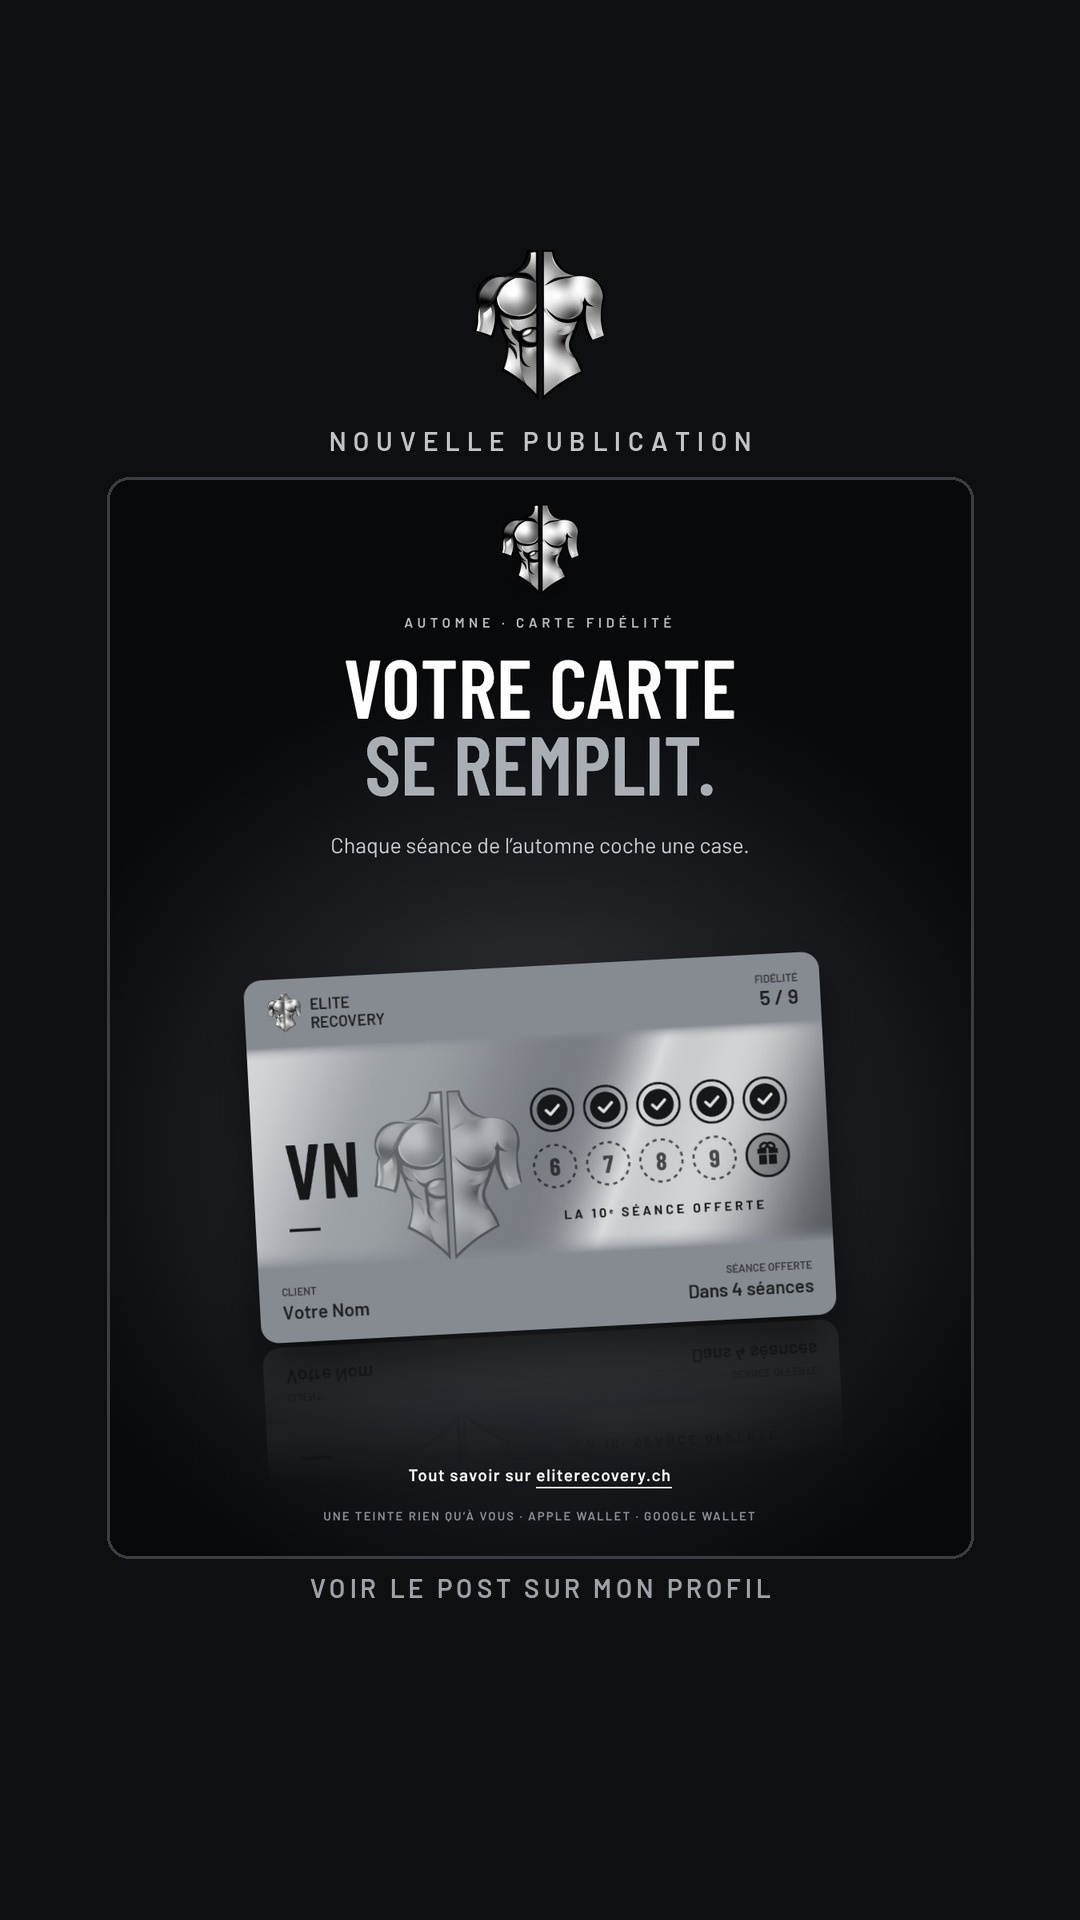 NOUVELLE PUBLICATION
AUTOMNE · CARTE FIDÉLITÉ
VOTRE CARTE
SE REMPLIT.
Chaque séance de l’automne coche une case.
ELITE
RECOVERY
FIDÉLITÉ
5 / 9
VN
6 7 8 9
LA 10ᵉ SÉANCE OFFERTE
CLIENT
Votre Nom
SÉANCE OFFERTE
Dans 4 séances
Tout savoir sur eliterecovery.ch
UNE TEINTE RIEN QU’À VOUS · APPLE WALLET · GOOGLE WALLET
VOIR LE POST SUR MON PROFIL